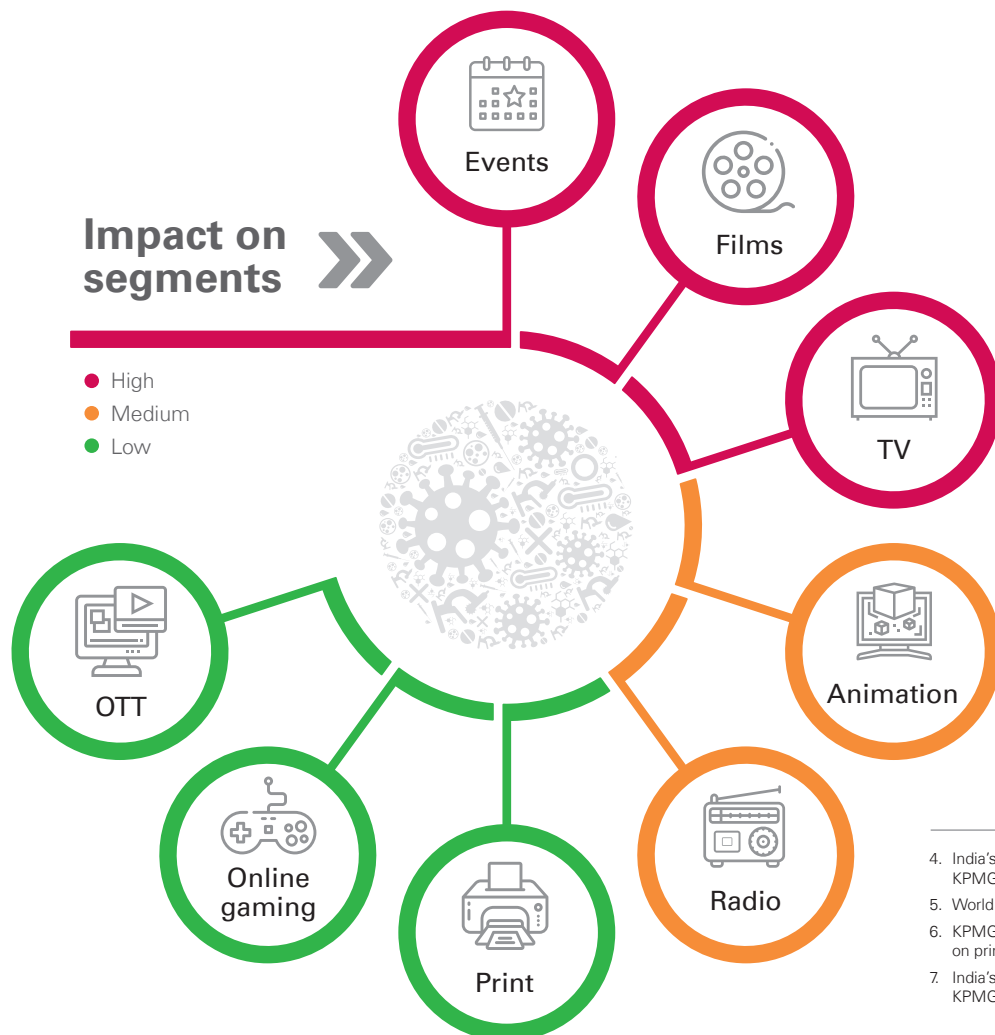 Events
Films
Impact on
segments
High
Medium
Low
TV
OTT
Animation
Online
gaming
Radio
Print
4. India's
KPMG
5. World
6. KPMG
on prin
7. India's
KPMG